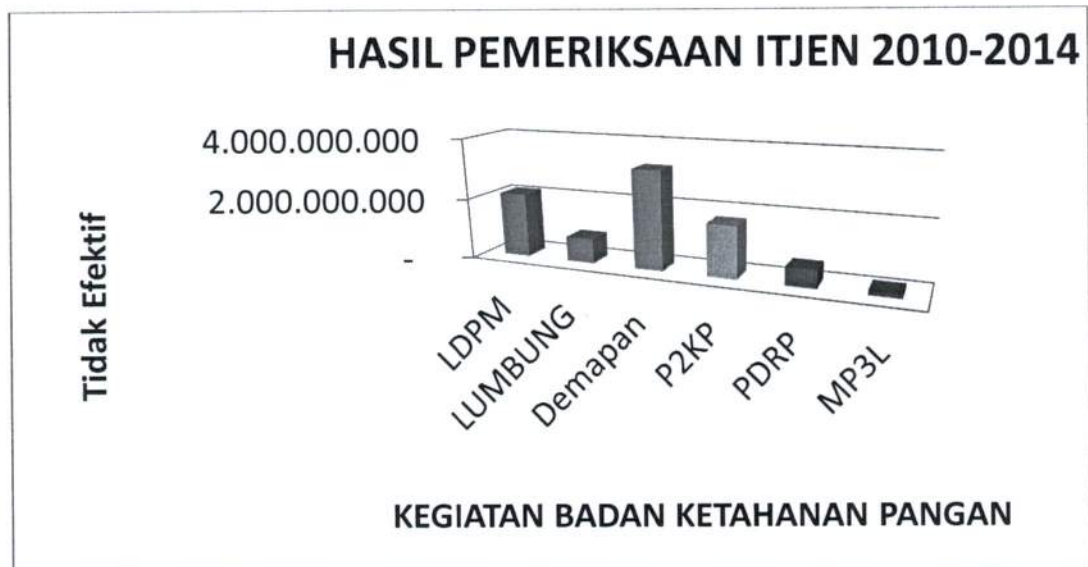 HASIL PEMERIKSAAN ITJEN 2010-2014
4.000.000.000
2.000.000.000
-
Tidak Efektif
LDPM
LUMBUNG
Demapan
P2KP
PDRP
MP3L
KEGIATAN BADAN KETAHANAN PANGAN